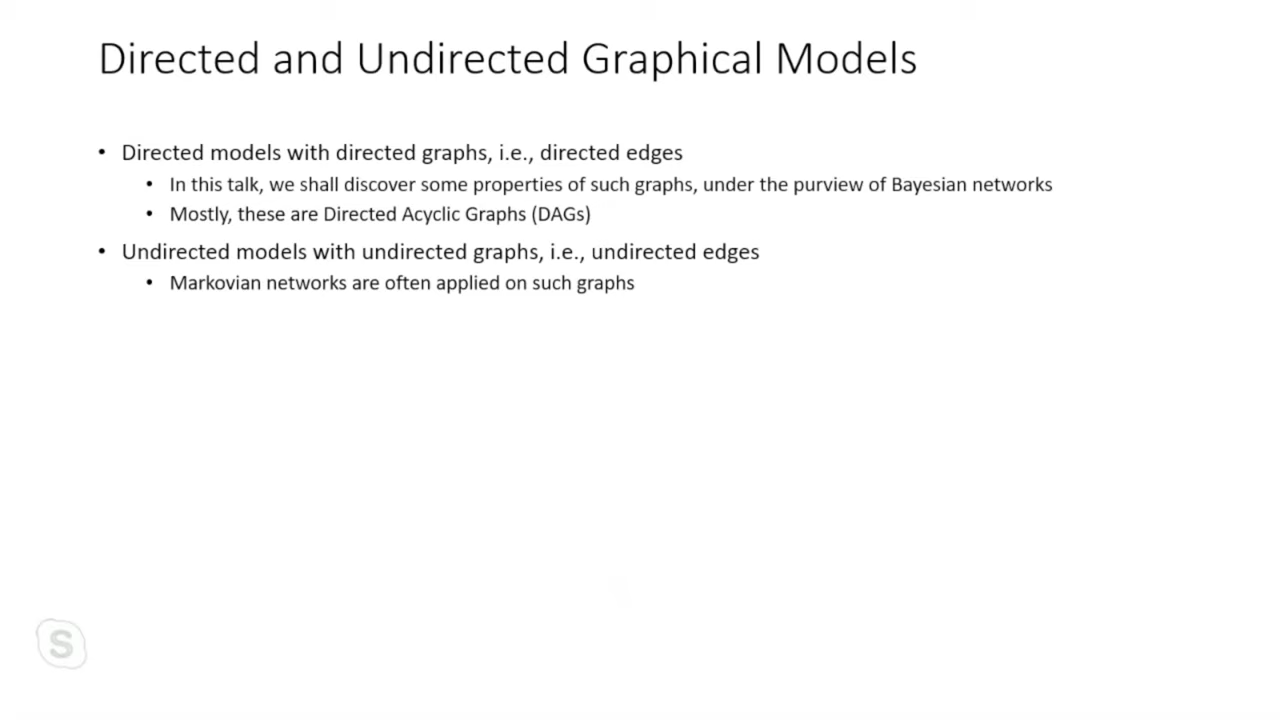 Directed and Undirected Graphical Models
• Directed models with directed graphs, i.e., directed edges
• In this talk, we shall discover some properties of such graphs, under the purview of Bayesian networks
• Mostly, these are Directed Acyclic Graphs (DAGs)
• Undirected models with undirected graphs, i.e., undirected edges
• Markovian networks are often applied on such graphs
S